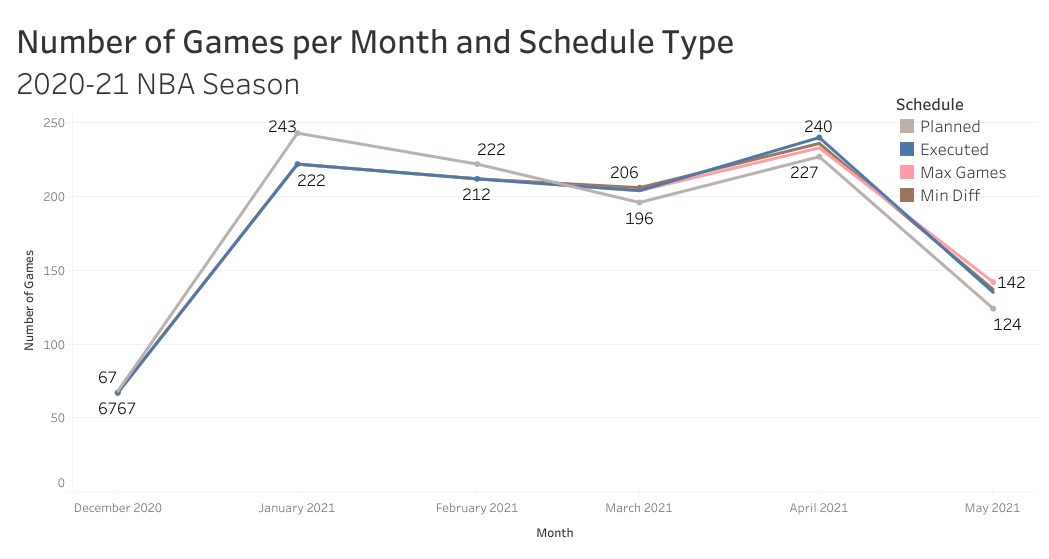 Number of Games per Month and Schedule Type
2020-21 NBA Season
Schedule
Planned
Executed
Max Games
Min Diff
250
200
150
100
50
0
Number of Games
243
222
240
222
212
206
227
196
142
124
67
6767
December 2020
January 2021
February 2021
March 2021
April 2021
May 2021
Month